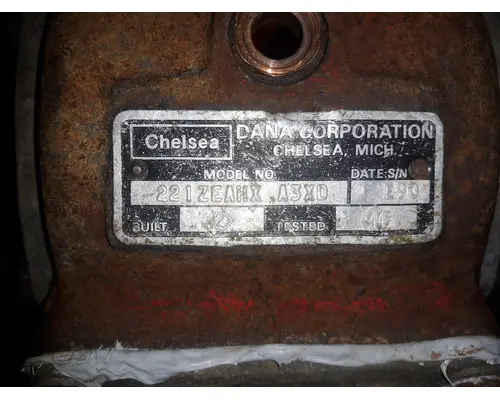 Chelsea
DANA CORPORATION
CHELSEA, MICH.
MODEL NO. DATE:S/N
221ZEAHX A3XD
BUILT TESTED